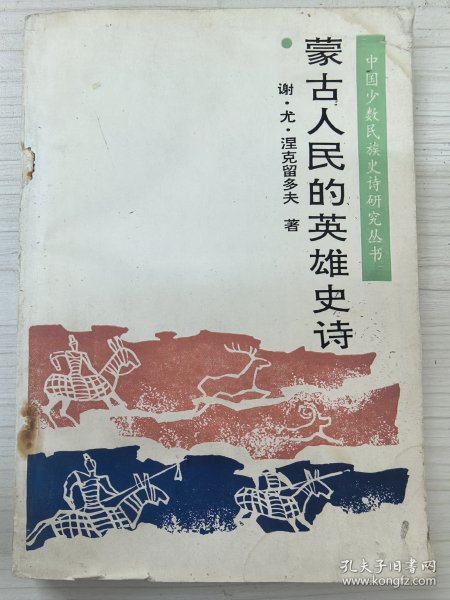 中国少数民族史诗研究丛书
蒙古人民的英雄史诗
谢·尤·涅克留多夫 著
孔夫子旧书网
www.kongfz.com